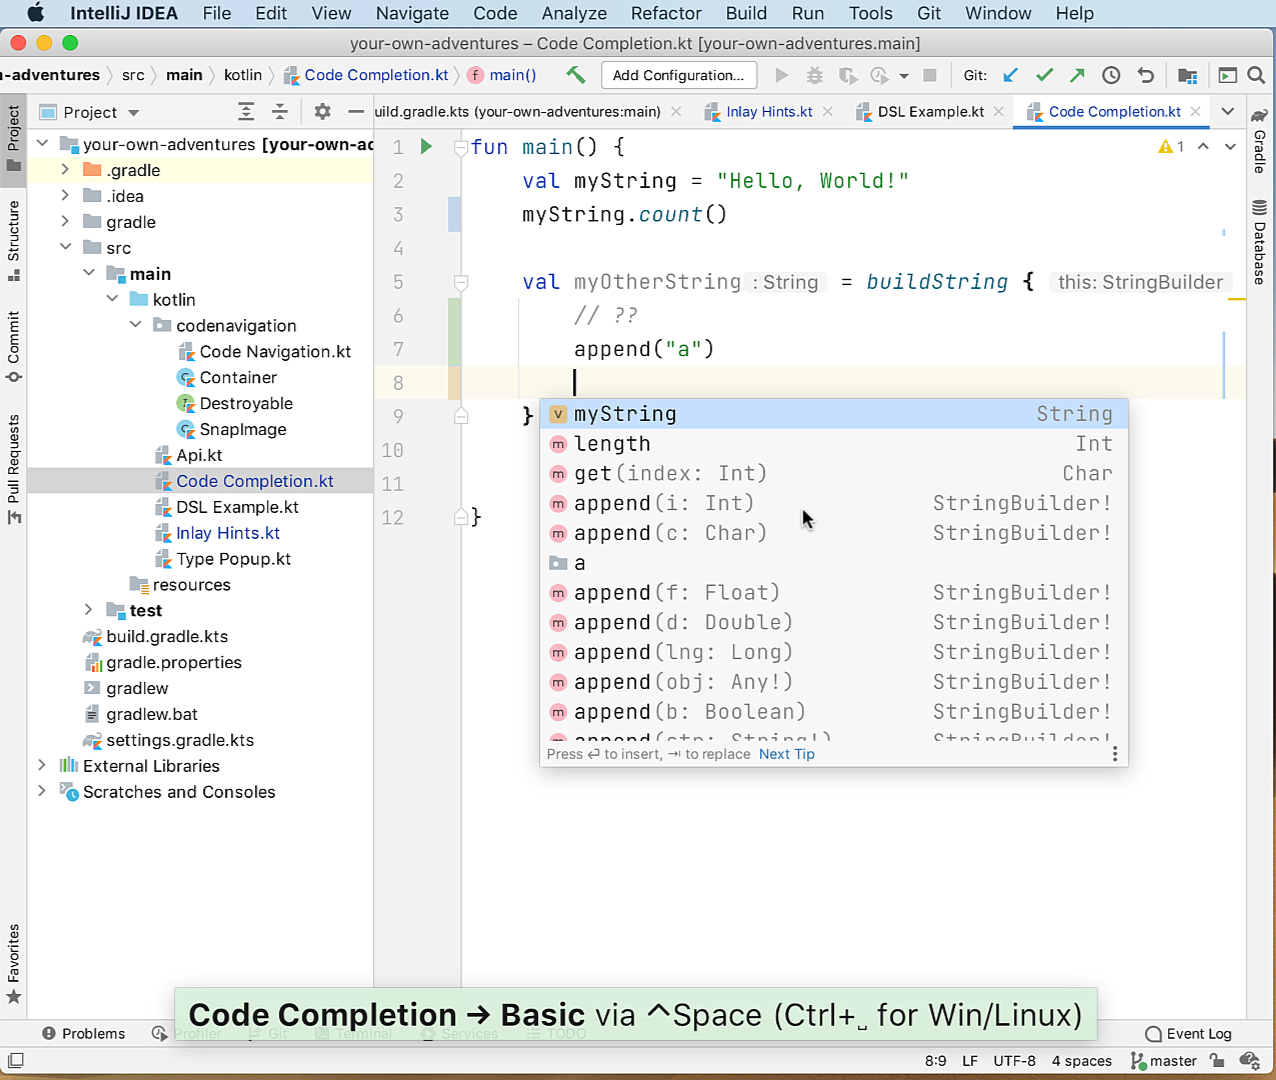 IntelliJ IDEA File Edit View Navigate Code Analyze Refactor Build Run Tools Git Window Help
your-own-adventures – Code Completion.kt [your-own-adventures.main]
n-adventures src main kotlin Code Completion.kt main() Add Configuration... Git:
Project
uild.gradle.kts (your-own-adventures:main) Inlay Hints.kt DSL Example.kt Code Completion.kt
Project
Structure
Commit
Pull Requests
Favorites
your-own-adventures [your-own-ac
.gradle
.idea
gradle
src
main
kotlin
codenavigation
Code Navigation.kt
Container
Destroyable
SnapImage
Api.kt
Code Completion.kt
DSL Example.kt
Inlay Hints.kt
Type Popup.kt
resources
test
build.gradle.kts
gradle.properties
gradlew
gradlew.bat
settings.gradle.kts
External Libraries
Scratches and Consoles
1 fun main() {
2 val myString = "Hello, World!"
3 myString.count()
4
5 val myOtherString : String = buildString { this: StringBuilder
6 // ??
7 append("a")
8
9 }
10
11
12 }
1
myString String
length Int
get(index: Int) Char
append(i: Int) StringBuilder!
append(c: Char) StringBuilder!
a
append(f: Float) StringBuilder!
append(d: Double) StringBuilder!
append(lng: Long) StringBuilder!
append(obj: Any!) StringBuilder!
append(b: Boolean) StringBuilder!
append(str: String!) StringBuilder!
Press ↩ to insert, ⇥ to replace Next Tip
Gradle
Database
Code Completion → Basic via ^Space (Ctrl+␣ for Win/Linux)
Problems Profiler Git Terminal Services TODO Event Log
8:9 LF UTF-8 4 spaces master